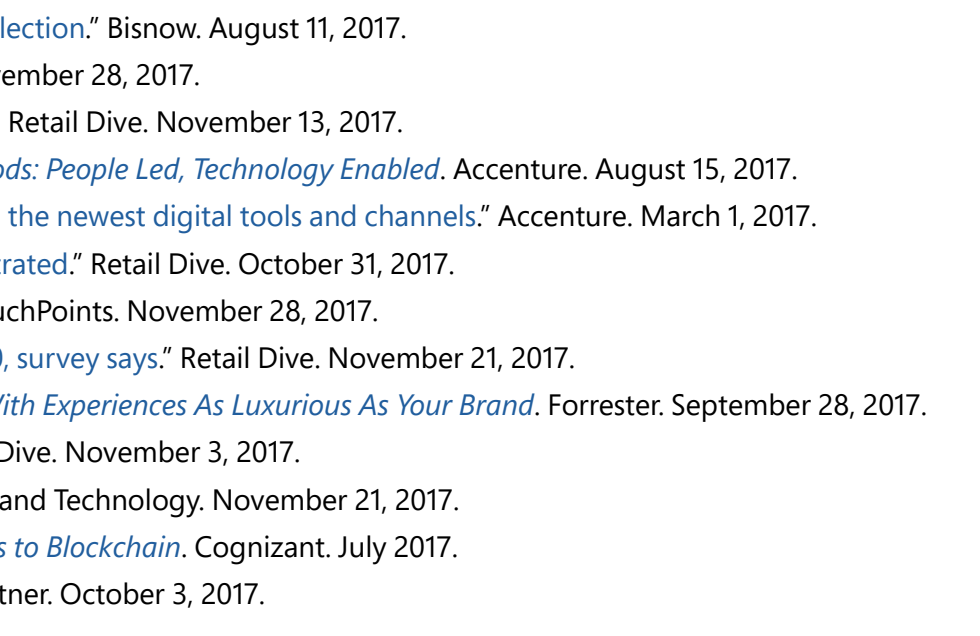 lection.” Bisnow. August 11, 2017.
ember 28, 2017.
Retail Dive. November 13, 2017.
ods: People Led, Technology Enabled. Accenture. August 15, 2017.
the newest digital tools and channels.” Accenture. March 1, 2017.
rated.” Retail Dive. October 31, 2017.
uchPoints. November 28, 2017.
, survey says.” Retail Dive. November 21, 2017.
With Experiences As Luxurious As Your Brand. Forrester. September 28, 2017.
Dive. November 3, 2017.
and Technology. November 21, 2017.
s to Blockchain. Cognizant. July 2017.
tner. October 3, 2017.